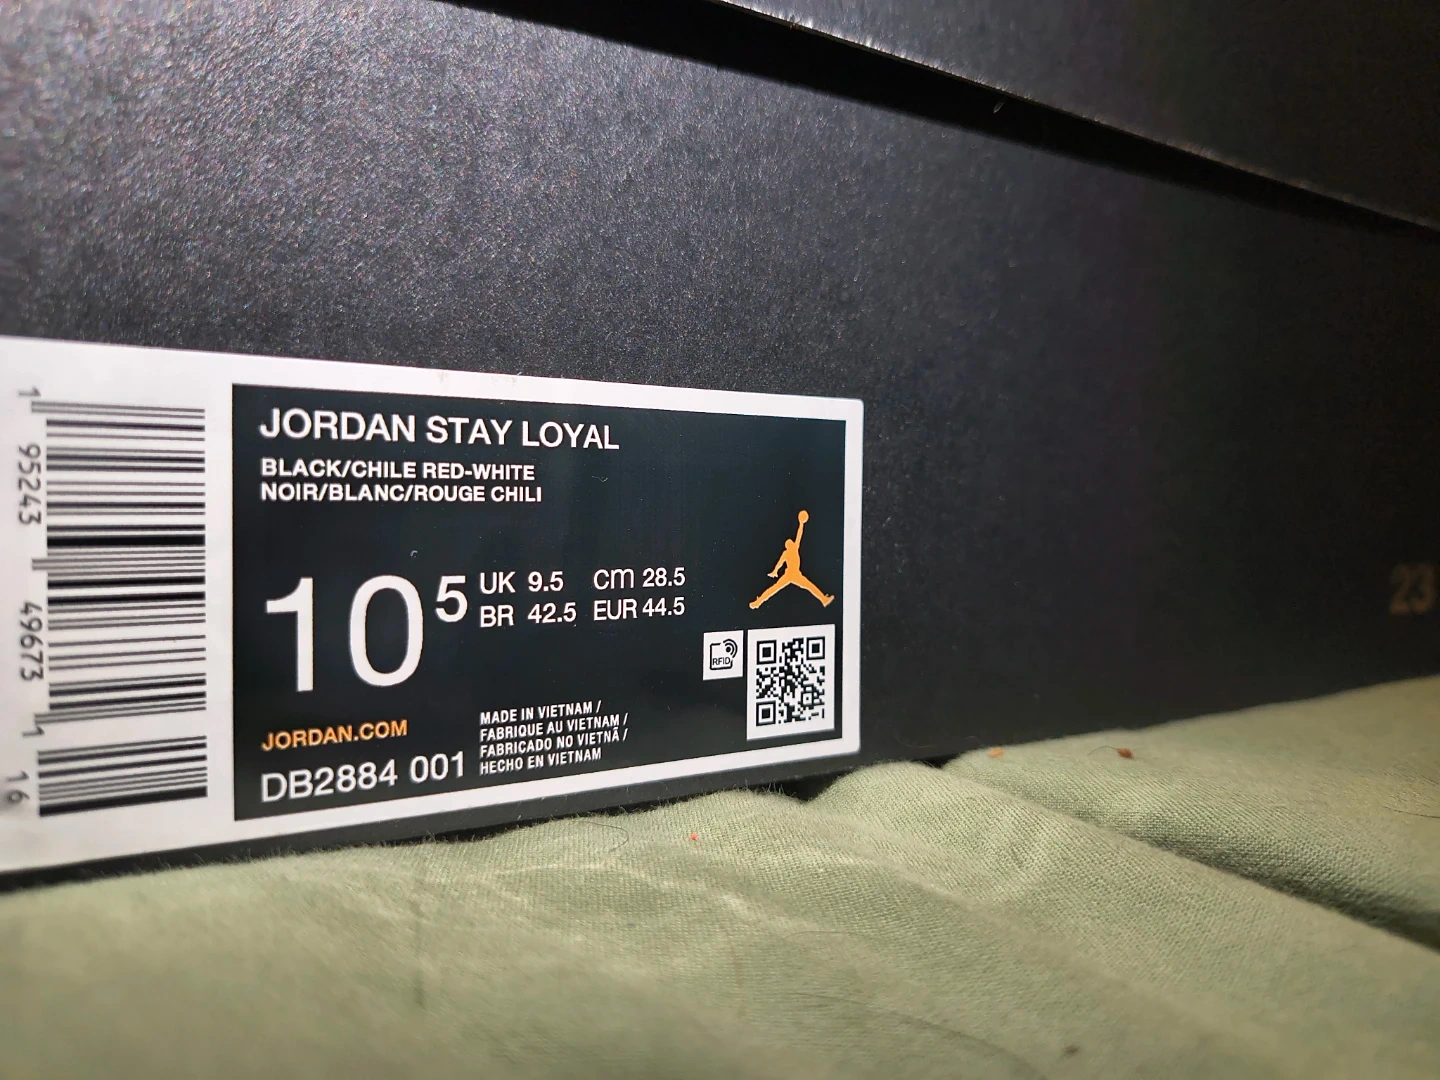 1 95243 49673 1 16
JORDAN STAY LOYAL
BLACK/CHILE RED-WHITE
NOIR/BLANC/ROUGE CHILI
10 5
UK 9.5 cm 28.5
BR 42.5 EUR 44.5
RFID
JORDAN.COM
DB2884 001
MADE IN VIETNAM /
FABRIQUE AU VIETNAM /
FABRICADO NO VIETNÃ /
HECHO EN VIETNAM
23